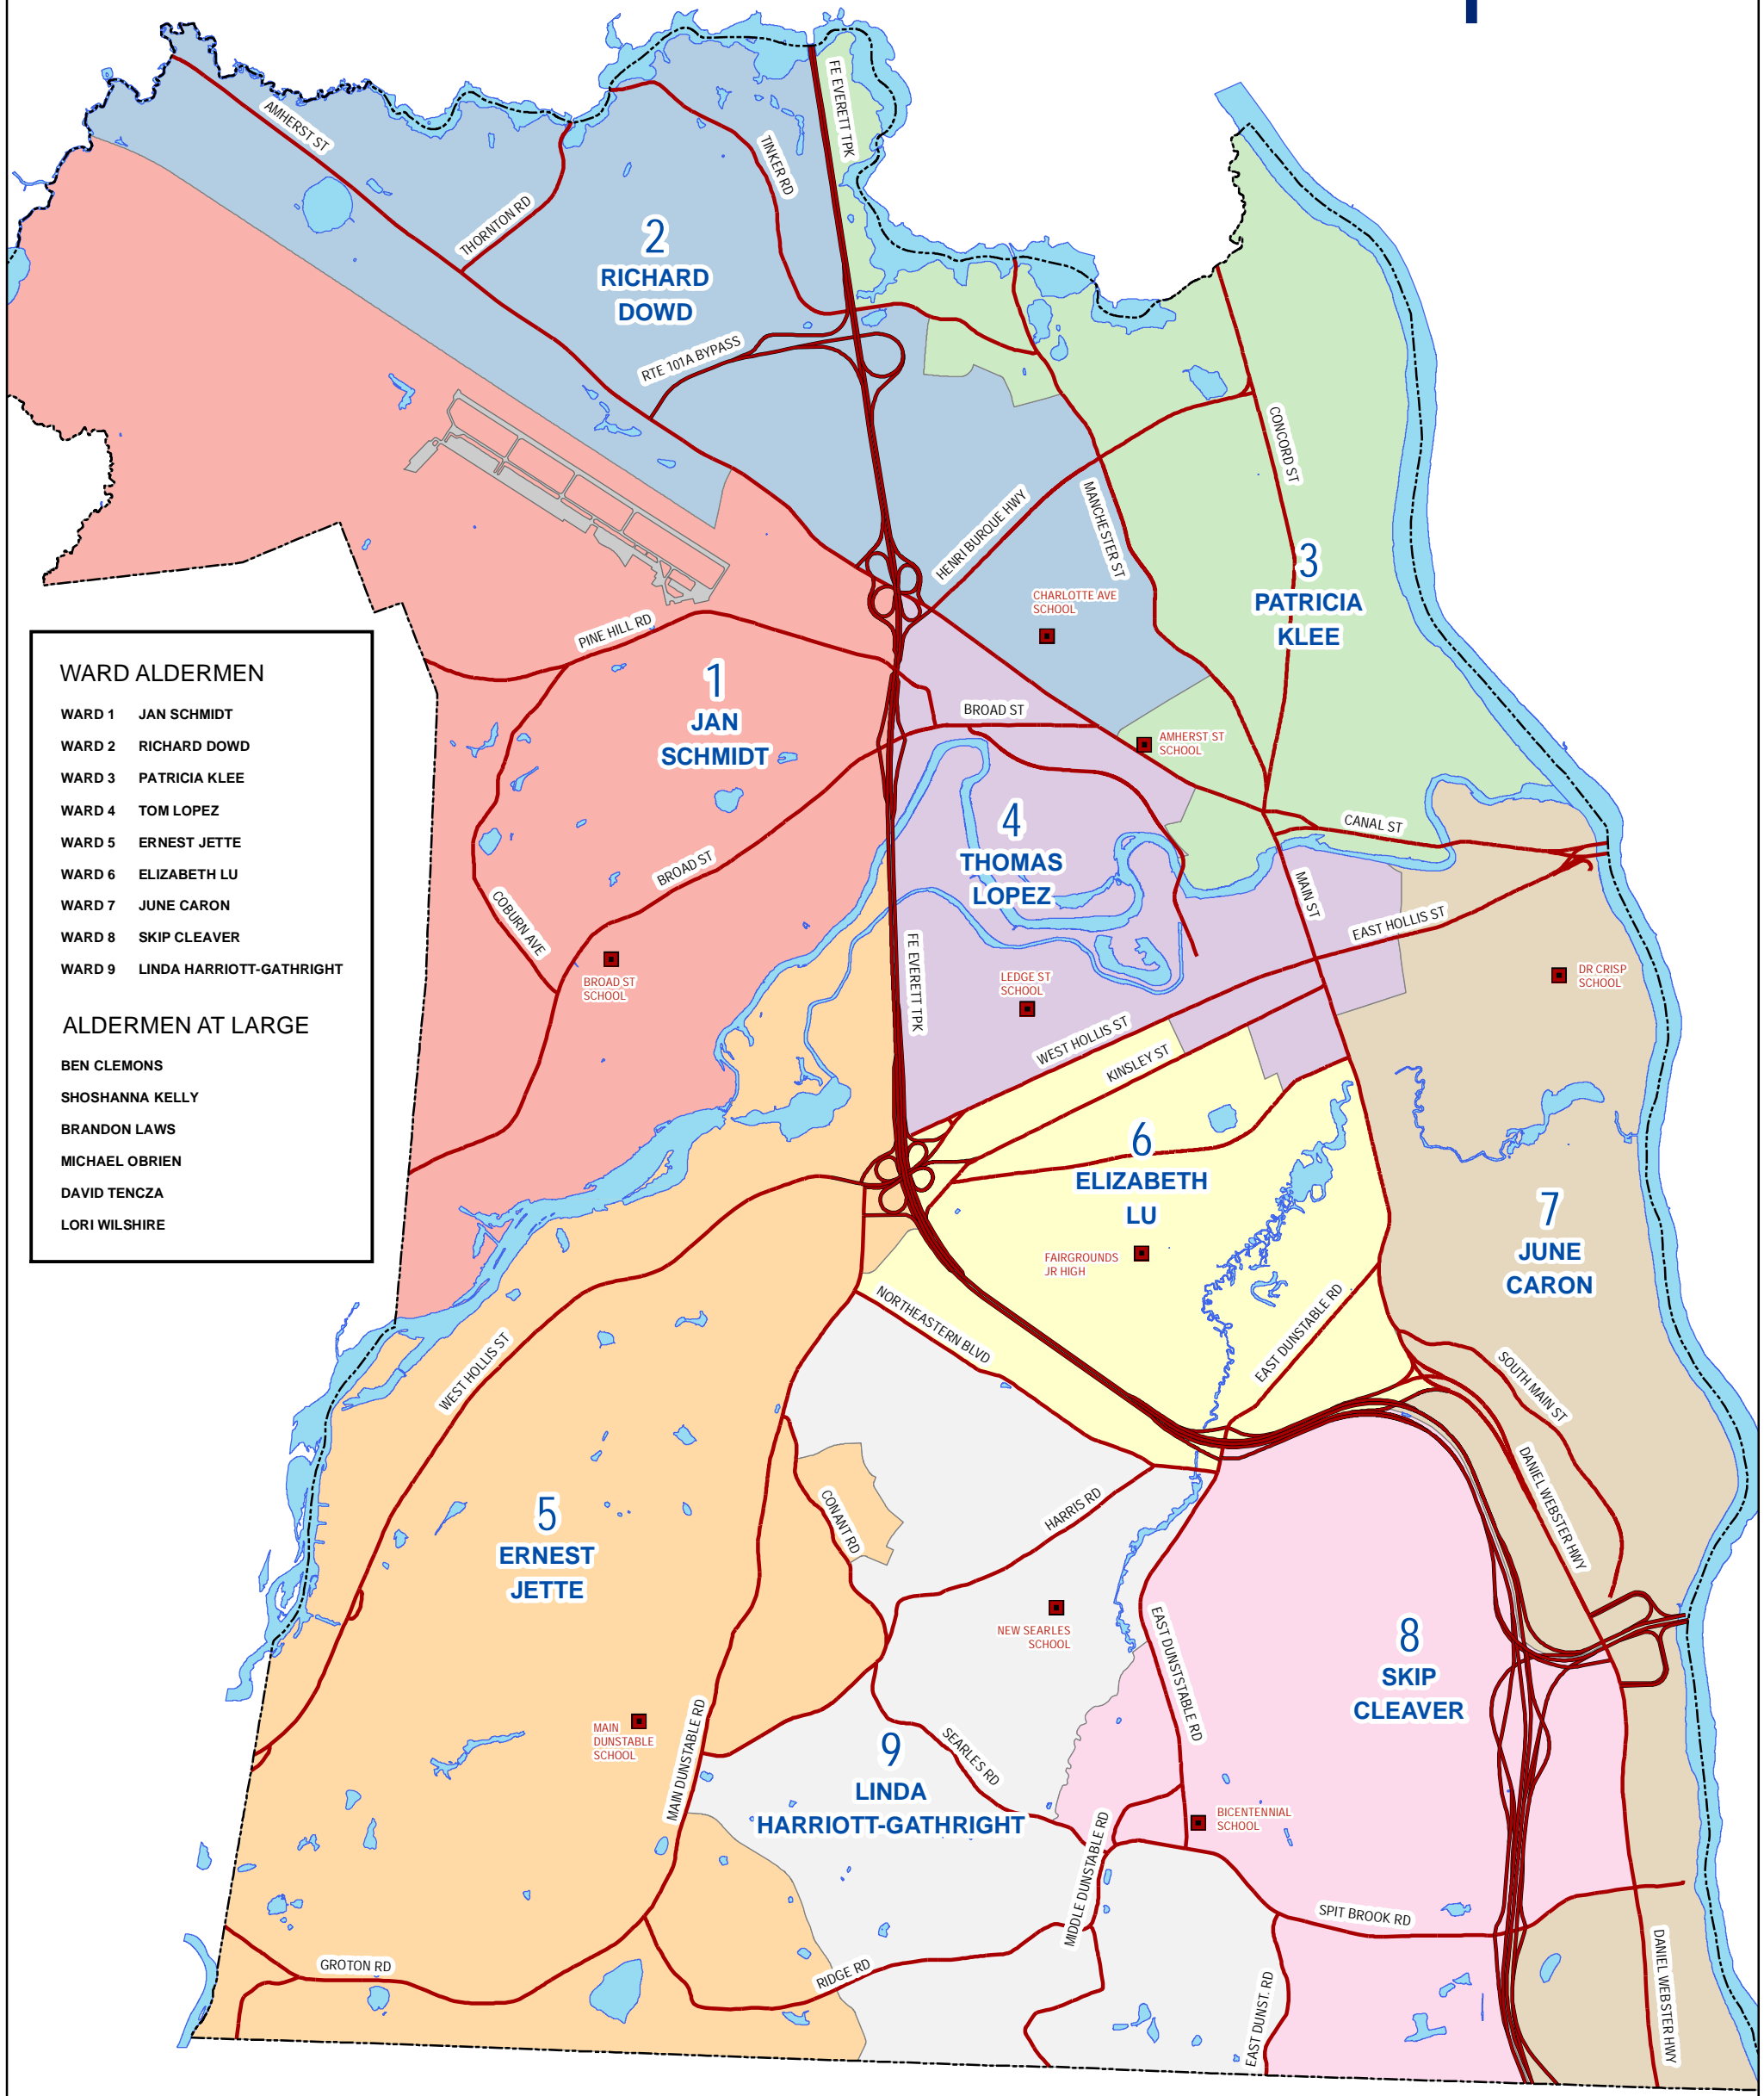 AMHERST ST
FE EVERETT TPK
TINKER RD
THORNTON RD
2
RICHARD
DOWD
RTE 101A BYPASS
CONCORD ST
MANCHESTER ST
HENRI BURQUE HWY
3
PATRICIA
KLEE
CHARLOTTE AVE
SCHOOL
PINE HILL RD
1
JAN
SCHMIDT
BROAD ST
AMHERST ST
SCHOOL
WARD ALDERMEN
WARD 1 JAN SCHMIDT
WARD 2 RICHARD DOWD
WARD 3 PATRICIA KLEE
WARD 4 TOM LOPEZ
WARD 5 ERNEST JETTE
WARD 6 ELIZABETH LU
WARD 7 JUNE CARON
WARD 8 SKIP CLEAVER
WARD 9 LINDA HARRIOTT-GATHRIGHT
ALDERMEN AT LARGE
BEN CLEMONS
SHOSHANNA KELLY
BRANDON LAWS
MICHAEL OBRIEN
DAVID TENCZA
LORI WILSHIRE
4
THOMAS
LOPEZ
CANAL ST
BROAD ST
COBURN AVE
MAIN ST
EAST HOLLIS ST
BROAD ST
SCHOOL
FE EVERETT TPK
LEDGE ST
SCHOOL
DR CRISP
SCHOOL
WEST HOLLIS ST
KINSLEY ST
6
ELIZABETH
LU
7
JUNE
CARON
FAIRGROUNDS
JR HIGH
NORTHEASTERN BLVD
EAST DUNSTABLE RD
WEST HOLLIS ST
SOUTH MAIN ST
DANIEL WEBSTER HWY
5
ERNEST
JETTE
CONANT RD
HARRIS RD
NEW SEARLES
SCHOOL
EAST DUNSTSTABLE RD
8
SKIP
CLEAVER
MAIN
DUNSTABLE
SCHOOL
MAIN DUNSTABLE RD
9
LINDA
HARRIOTT-GATHRIGHT
SEARLES RD
BICENTENNIAL
SCHOOL
MIDDLE DUNSTABLE RD
SPIT BROOK RD
GROTON RD
RIDGE RD
EAST DUNST. RD
DANIEL WEBSTER HWY